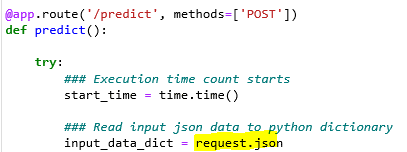 @app.route('/predict', methods=['POST'])
def predict():
try:
### Execution time count starts
start_time = time.time()
### Read input json data to python dictionary
input_data_dict = request.json